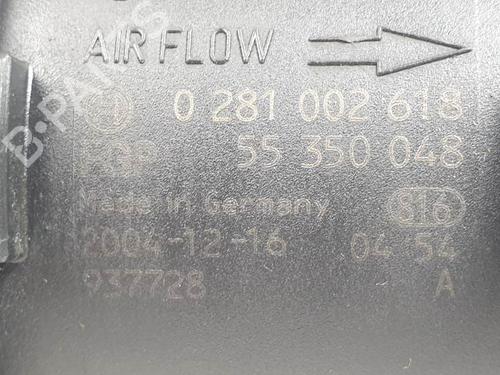 AIR FLOW
0 281 002 618
55 350 048
816
Made in Germany
2004-12-16 04 54
937728 A
B-PARTS